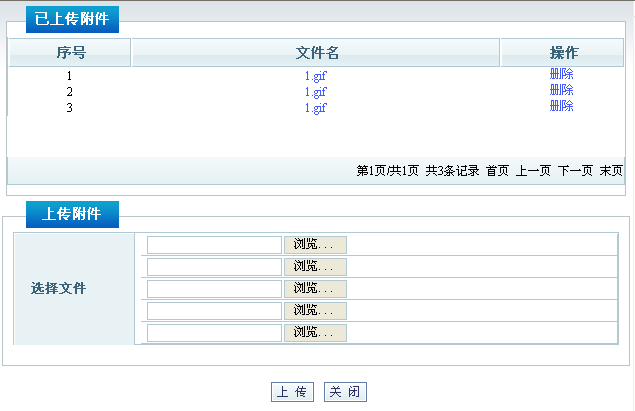 已上传附件
序号 文件名 操作
1 1.gif 删除
2 1.gif 删除
3 1.gif 删除
第1页/共1页 共3条记录 首页 上一页 下一页 末页
上传附件
选择文件
浏览...
浏览...
浏览...
浏览...
浏览...
上 传 关 闭